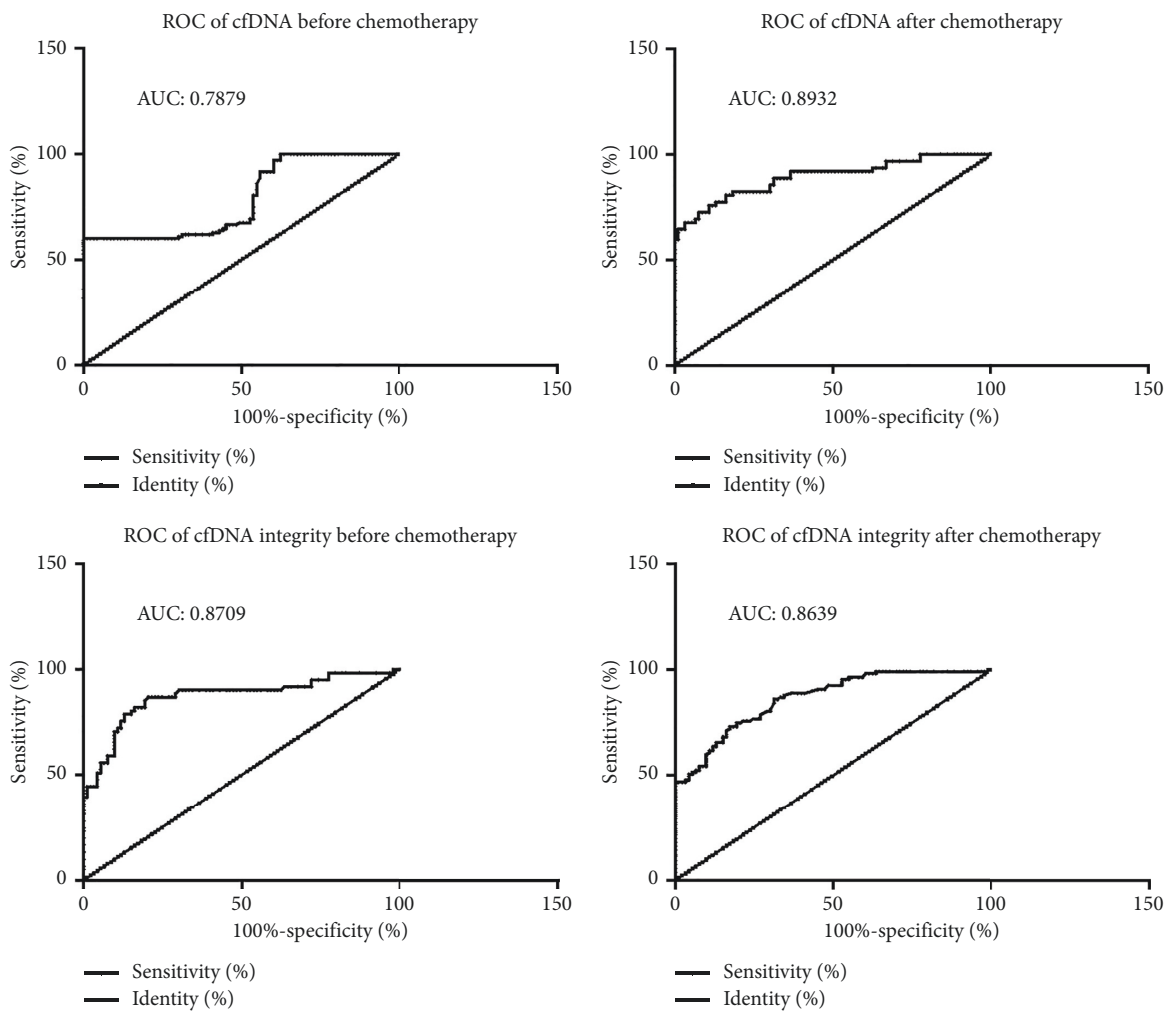 ROC of cfDNA before chemotherapy
150
AUC: 0.7879
100
Sensitivity (%)
50
0
0 50 100 150
100%-specificity (%)
Sensitivity (%)
Identity (%)
ROC of cfDNA after chemotherapy
150
AUC: 0.8932
100
Sensitivity (%)
50
0
0 50 100 150
100%-specificity (%)
Sensitivity (%)
Identity (%)
ROC of cfDNA integrity before chemotherapy
150
AUC: 0.8709
100
Sensitivity (%)
50
0
0 50 100 150
100%-specificity (%)
Sensitivity (%)
Identity (%)
ROC of cfDNA integrity after chemotherapy
150
AUC: 0.8639
100
Sensitivity (%)
50
0
0 50 100 150
100%-specificity (%)
Sensitivity (%)
Identity (%)